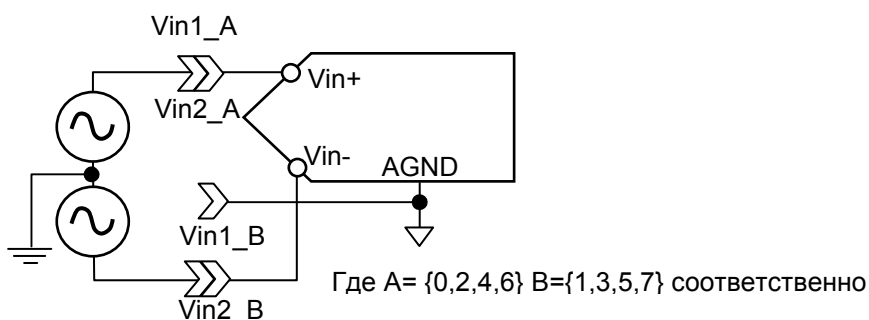 Vin1_A
Vin+
Vin2_A
Vin-
AGND
Vin1_B
Где A= {0,2,4,6} B={1,3,5,7} соответственно
Vin2_B